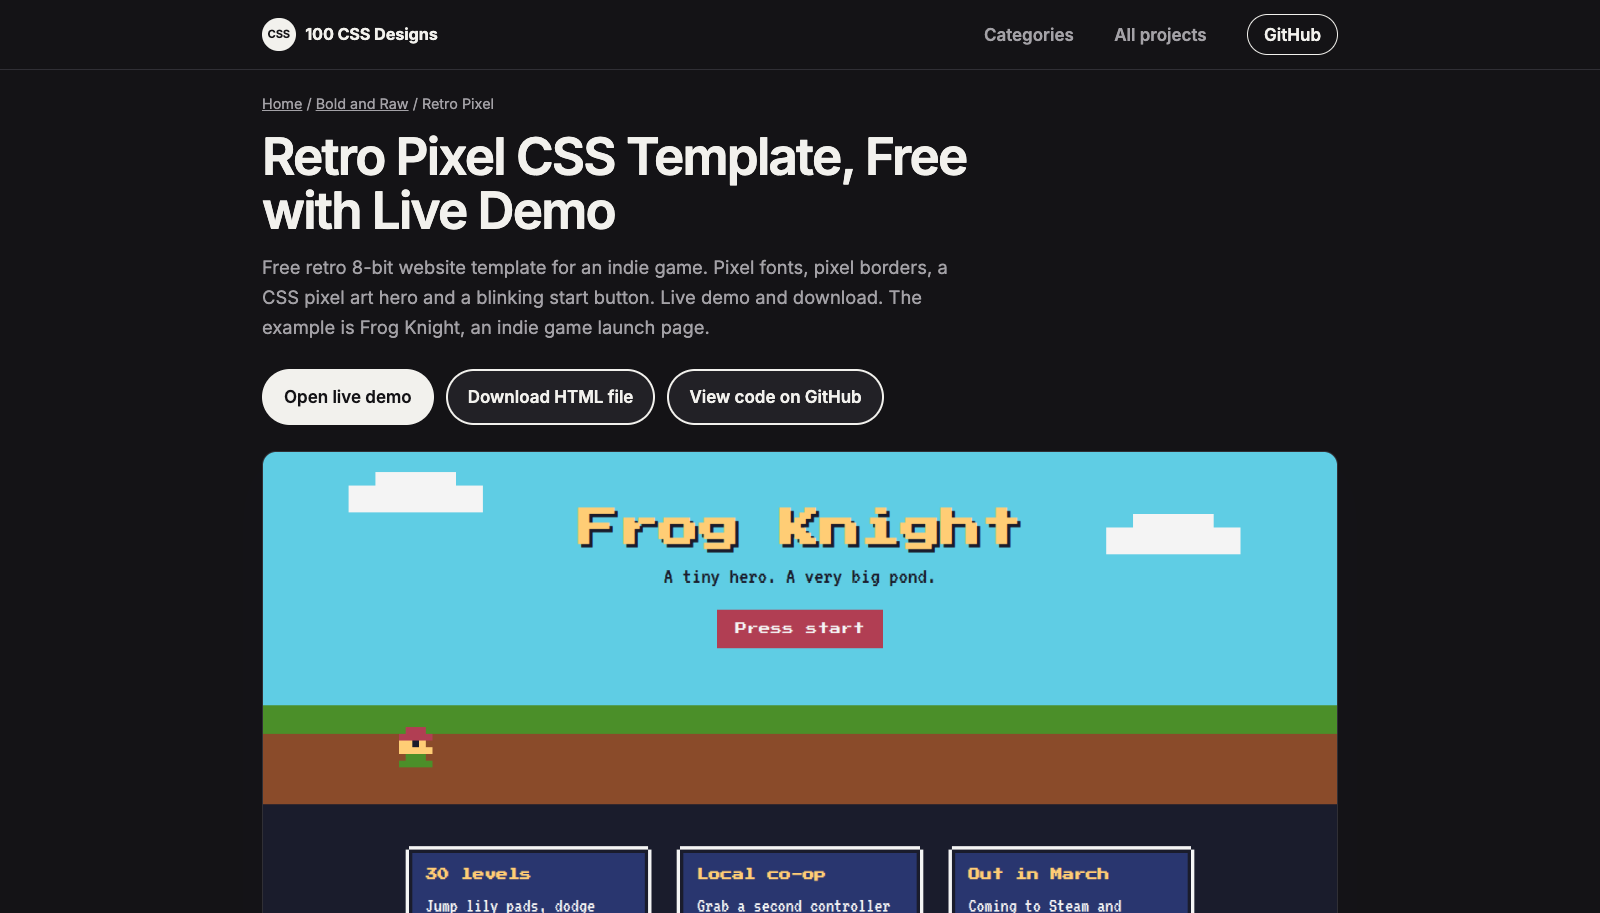 CSS 100 CSS Designs
Categories All projects GitHub
Home / Bold and Raw / Retro Pixel
Retro Pixel CSS Template, Free
with Live Demo
Free retro 8-bit website template for an indie game. Pixel fonts, pixel borders, a
CSS pixel art hero and a blinking start button. Live demo and download. The
example is Frog Knight, an indie game launch page.
Open live demo Download HTML file View code on GitHub
Frog Knight
A tiny hero. A very big pond.
Press start
30 levels
Jump lily pads, dodge
Local co-op
Grab a second controller
Out in March
Coming to Steam and